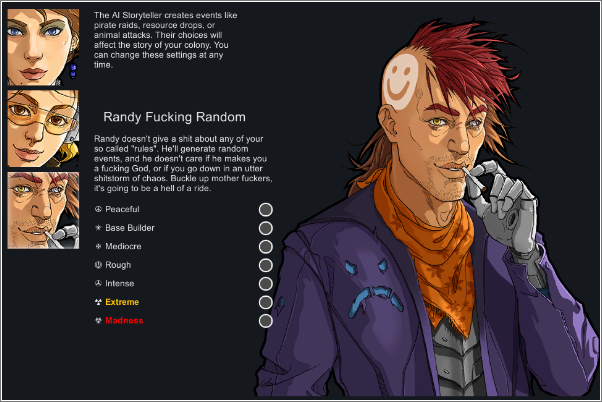 The AI Storyteller creates events like
pirate raids, resource drops, or
animal attacks. Their choices will
affect the story of your colony. You
can change these settings at any
time.
Randy Fucking Random
Randy doesn't give a shit about any of your
so called "rules". He'll generate random
events, and he doesn't care if he makes you
a fucking God, or if you go down in an utter
shitstorm of chaos. Buckle up mother fuckers,
it's going to be a hell of a ride.
Peaceful
Base Builder
Mediocre
Rough
Intense
Extreme
Madness